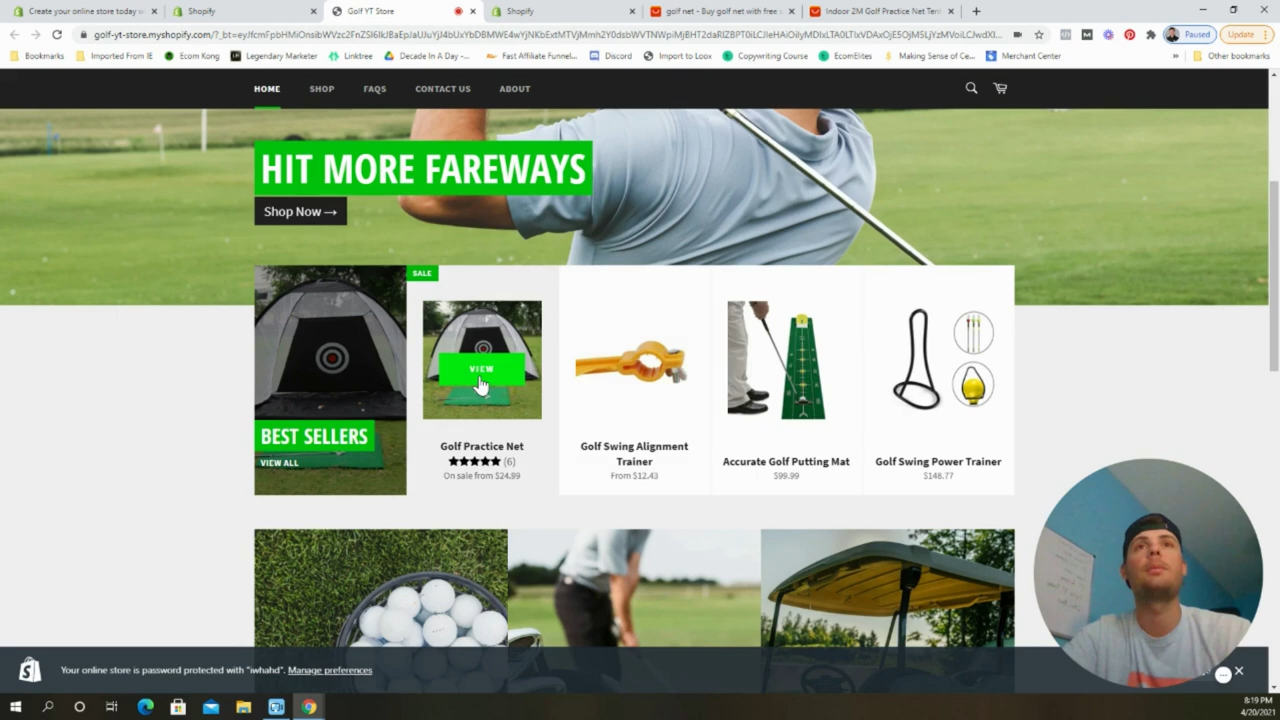 Create your online store today w
Shopify
Golf YT Store
Shopify
golf net - Buy golf net with free s
Indoor 2M Golf Practice Net Tent
Paused
Update
Bookmarks
Imported From IE
Ecom Kong
Legendary Marketer
Linktree
Decade In A Day -...
Fast Affiliate Funnel...
Discord
Import to Loox
Copywriting Course
EcomElites
Making Sense of Ce...
Merchant Center
Other bookmarks
HOME
SHOP
FAQS
CONTACT US
ABOUT
HIT MORE FAREWAYS
Shop Now →
SALE
VIEW
BEST SELLERS
VIEW ALL
Golf Practice Net
★★★★★ (6)
On sale from $24.99
Golf Swing Alignment
Trainer
From $12.43
Accurate Golf Putting Mat
$99.99
Golf Swing Power Trainer
$148.77
Your online store is password protected with "iwhahd". Manage preferences
8:19 PM
4/20/2021